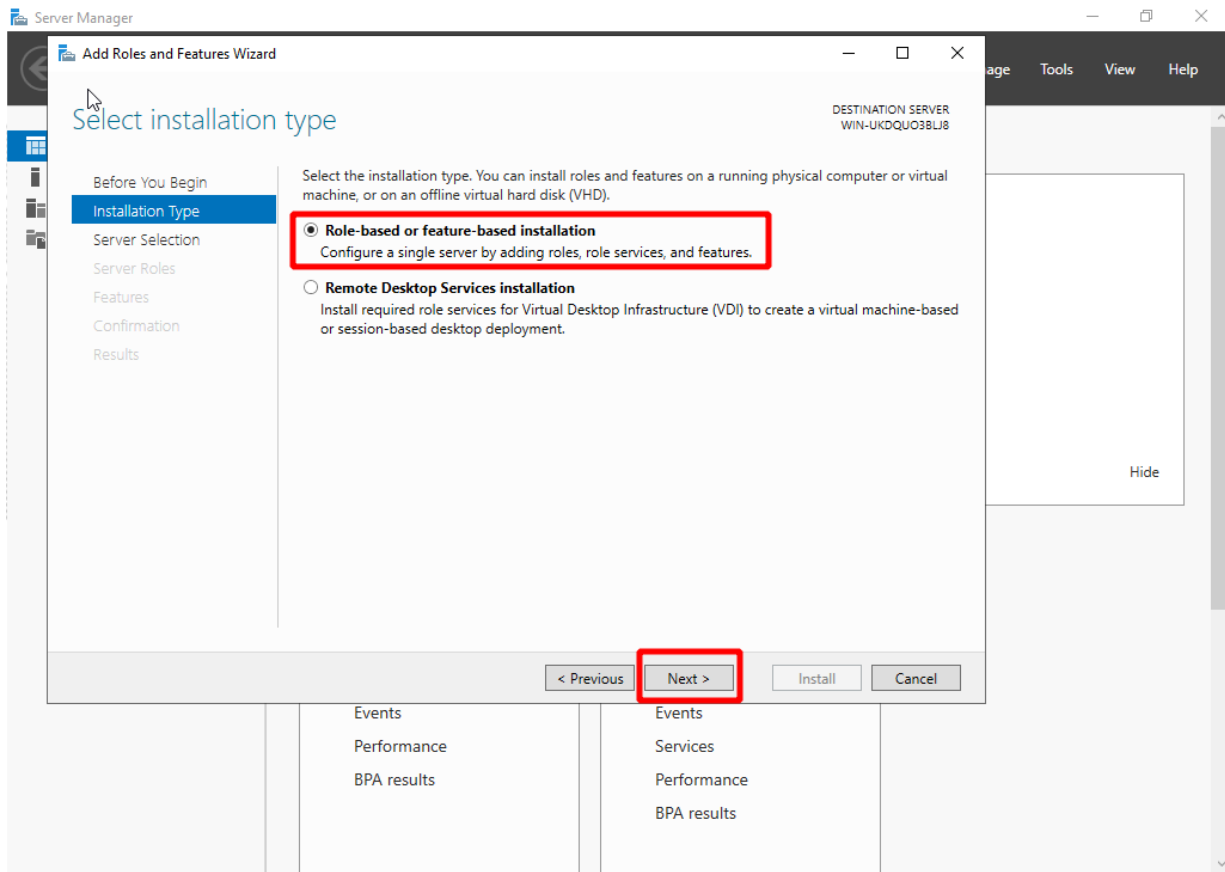 Server Manager
Add Roles and Features Wizard
age Tools View Help
Select installation type
DESTINATION SERVER
WIN-UKDQUO3BLJ8
Before You Begin
Installation Type
Server Selection
Server Roles
Features
Confirmation
Results
Select the installation type. You can install roles and features on a running physical computer or virtual
machine, or on an offline virtual hard disk (VHD).
Role-based or feature-based installation
Configure a single server by adding roles, role services, and features.
Remote Desktop Services installation
Install required role services for Virtual Desktop Infrastructure (VDI) to create a virtual machine-based
or session-based desktop deployment.
Hide
< Previous Next > Install Cancel
Events
Performance
BPA results
Events
Services
Performance
BPA results